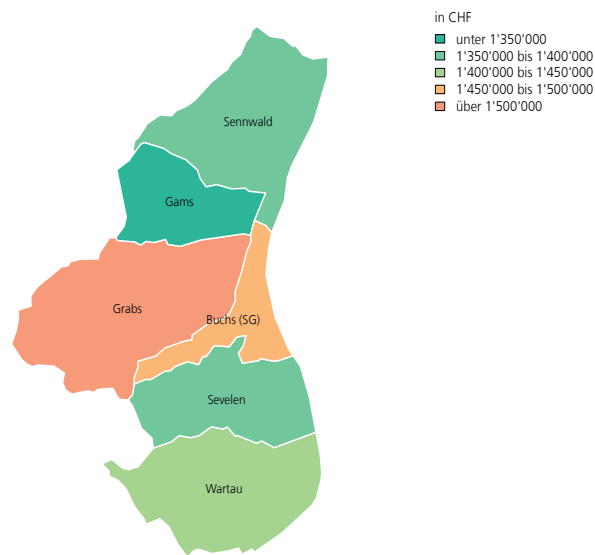 in CHF
unter 1'350'000
1'350'000 bis 1'400'000
1'400'000 bis 1'450'000
1'450'000 bis 1'500'000
über 1'500'000
Sennwald
Gams
Grabs
Buchs (SG)
Sevelen
Wartau